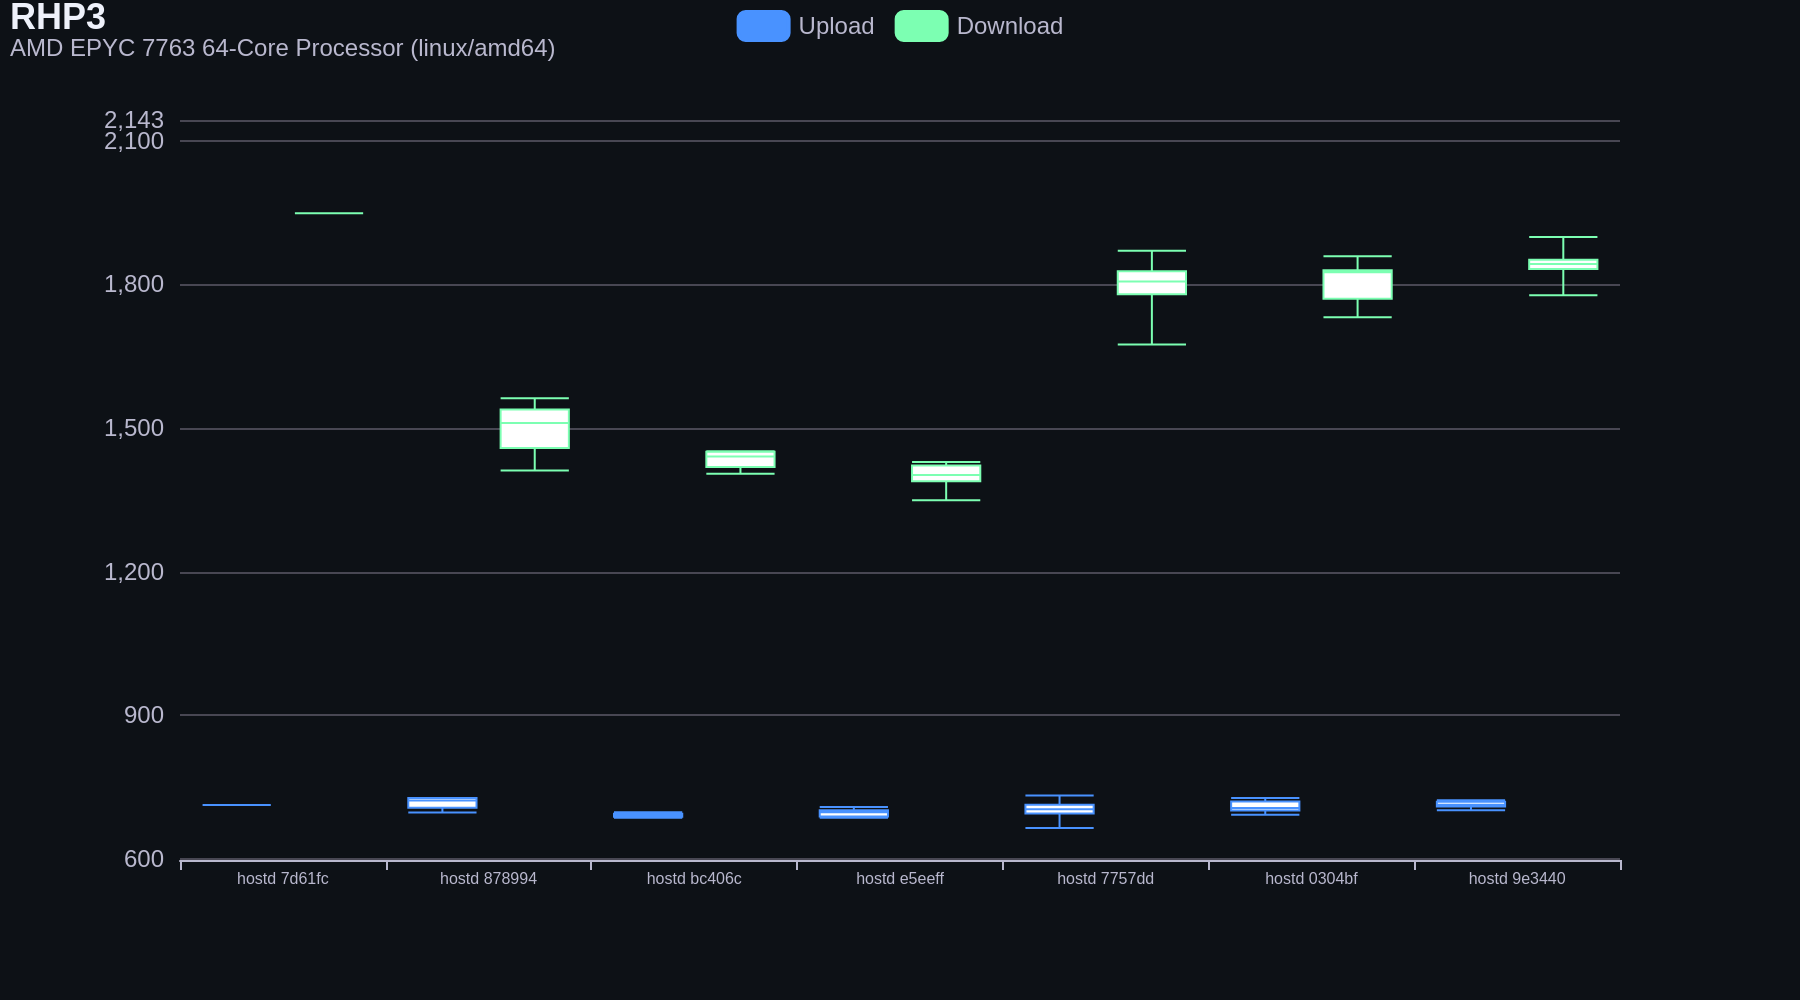 RHP3
AMD EPYC 7763 64-Core Processor (linux/amd64)
Upload
Download
2,143
2,100
1,800
1,500
1,200
900
600
hostd 7d61fc
hostd 878994
hostd bc406c
hostd e5eeff
hostd 7757dd
hostd 0304bf
hostd 9e3440